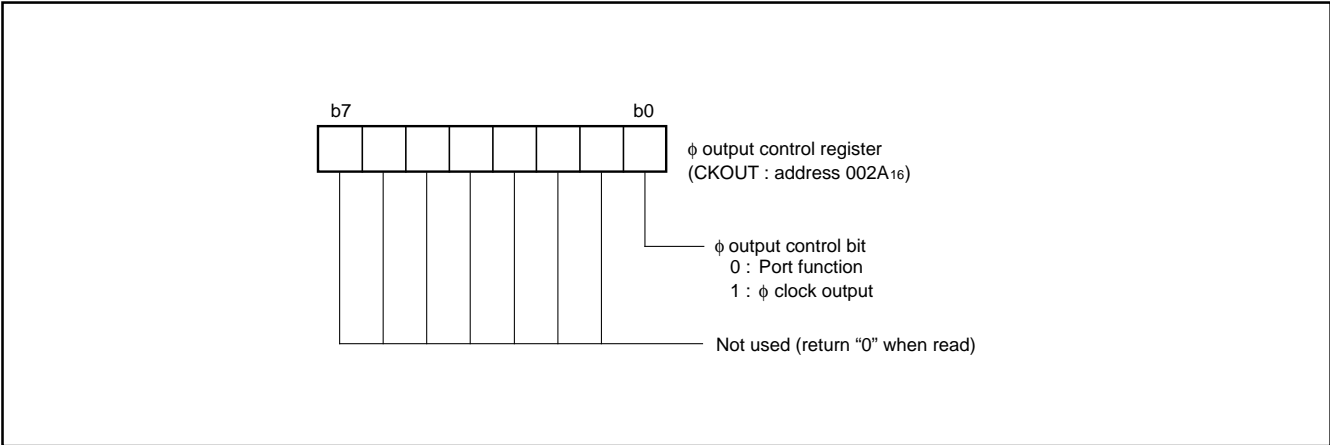 b7 b0
ϕ output control register
(CKOUT : address 002A16)
ϕ output control bit
0 : Port function
1 : ϕ clock output
Not used (return “0” when read)